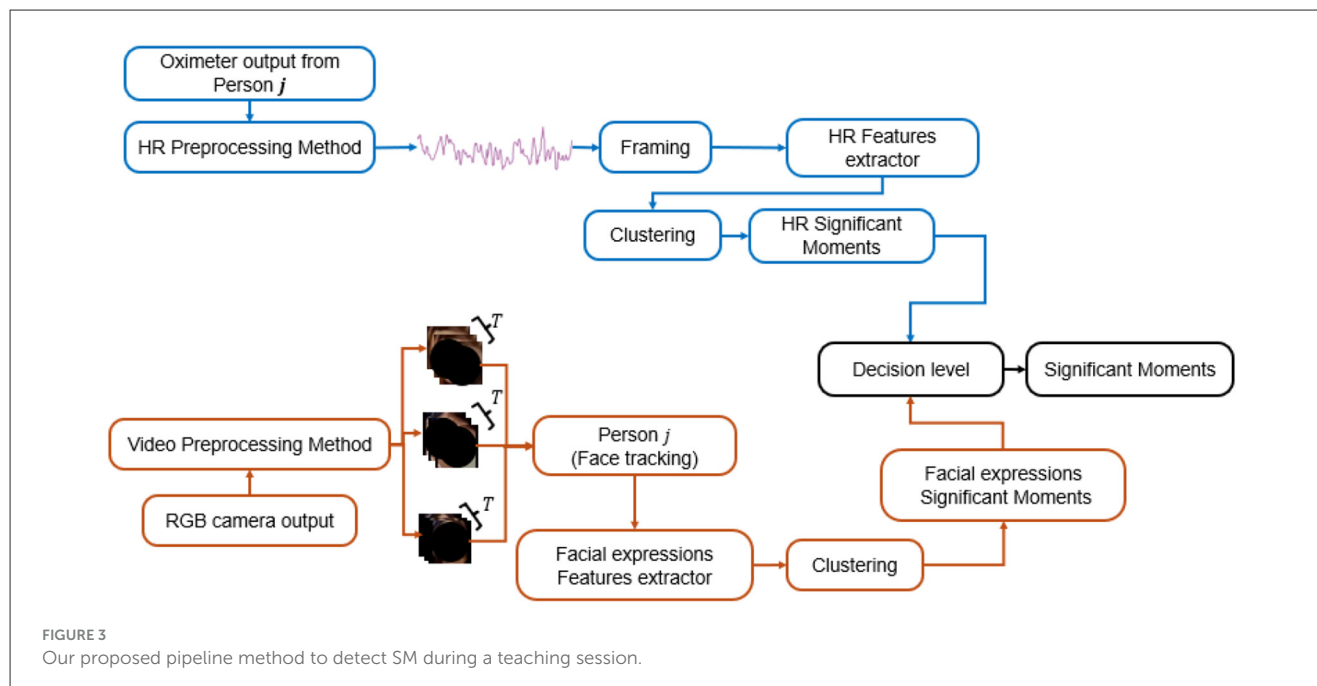 Oximeter output from
Person j
HR Preprocessing Method
Framing
HR Features
extractor
Clustering
HR Significant
Moments
T
T
T
Video Preprocessing Method
RGB camera output
Person j
(Face tracking)
Facial expressions
Features extractor
Clustering
Facial expressions
Significant Moments
Decision level
Significant Moments
FIGURE 3
Our proposed pipeline method to detect SM during a teaching session.